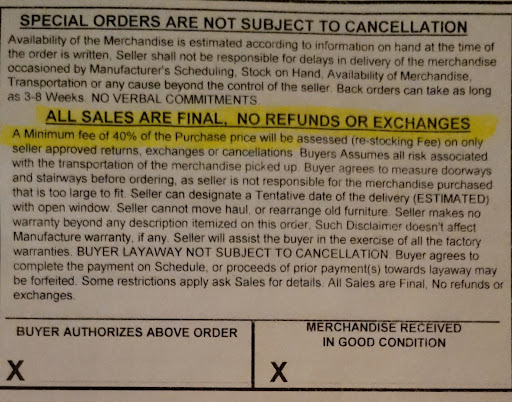 SPECIAL ORDERS ARE NOT SUBJECT TO CANCELLATION
Availability of the Merchandise is estimated according to information on hand at the time of
the order is written. Seller shall not be responsible for delays in delivery of the merchandise
occasioned by Manufacturer's Scheduling, Stock on Hand, Availability of Merchandise,
Transportation or any cause beyond the control of the seller. Back orders can take as long
as 3-8 Weeks. NO VERBAL COMMITMENTS
ALL SALES ARE FINAL, NO REFUNDS OR EXCHANGES
A Minimum fee of 40% of the Purchase price will be assessed (re-stocking Fee) on only
seller approved returns, exchanges or cancellations. Buyers Assumes all risk associated
with the transportation of the merchandise picked up. Buyer agrees to measure doorways
and stairways before ordering, as seller is not responsible for the merchandise purchased
that is too large to fit. Seller can designate a Tentative date of the delivery (ESTIMATED)
with open window. Seller cannot move haul, or rearrange old furniture. Seller makes no
warranty beyond any description itemized on this order, Such Disclaimer doesn't affect
Manufacture warranty, if any. Seller will assist the buyer in the exercise of all the factory
warranties. BUYER LAYAWAY NOT SUBJECT TO CANCELLATION Buyer agrees to
complete the payment on Schedule, or proceeds of prior payment(s) towards layaway may
be forfeited. Some restrictions apply ask Sales for details. All Sales are Final, No refunds or
exchanges.
BUYER AUTHORIZES ABOVE ORDER
X
MERCHANDISE RECEIVED
IN GOOD CONDITION
X